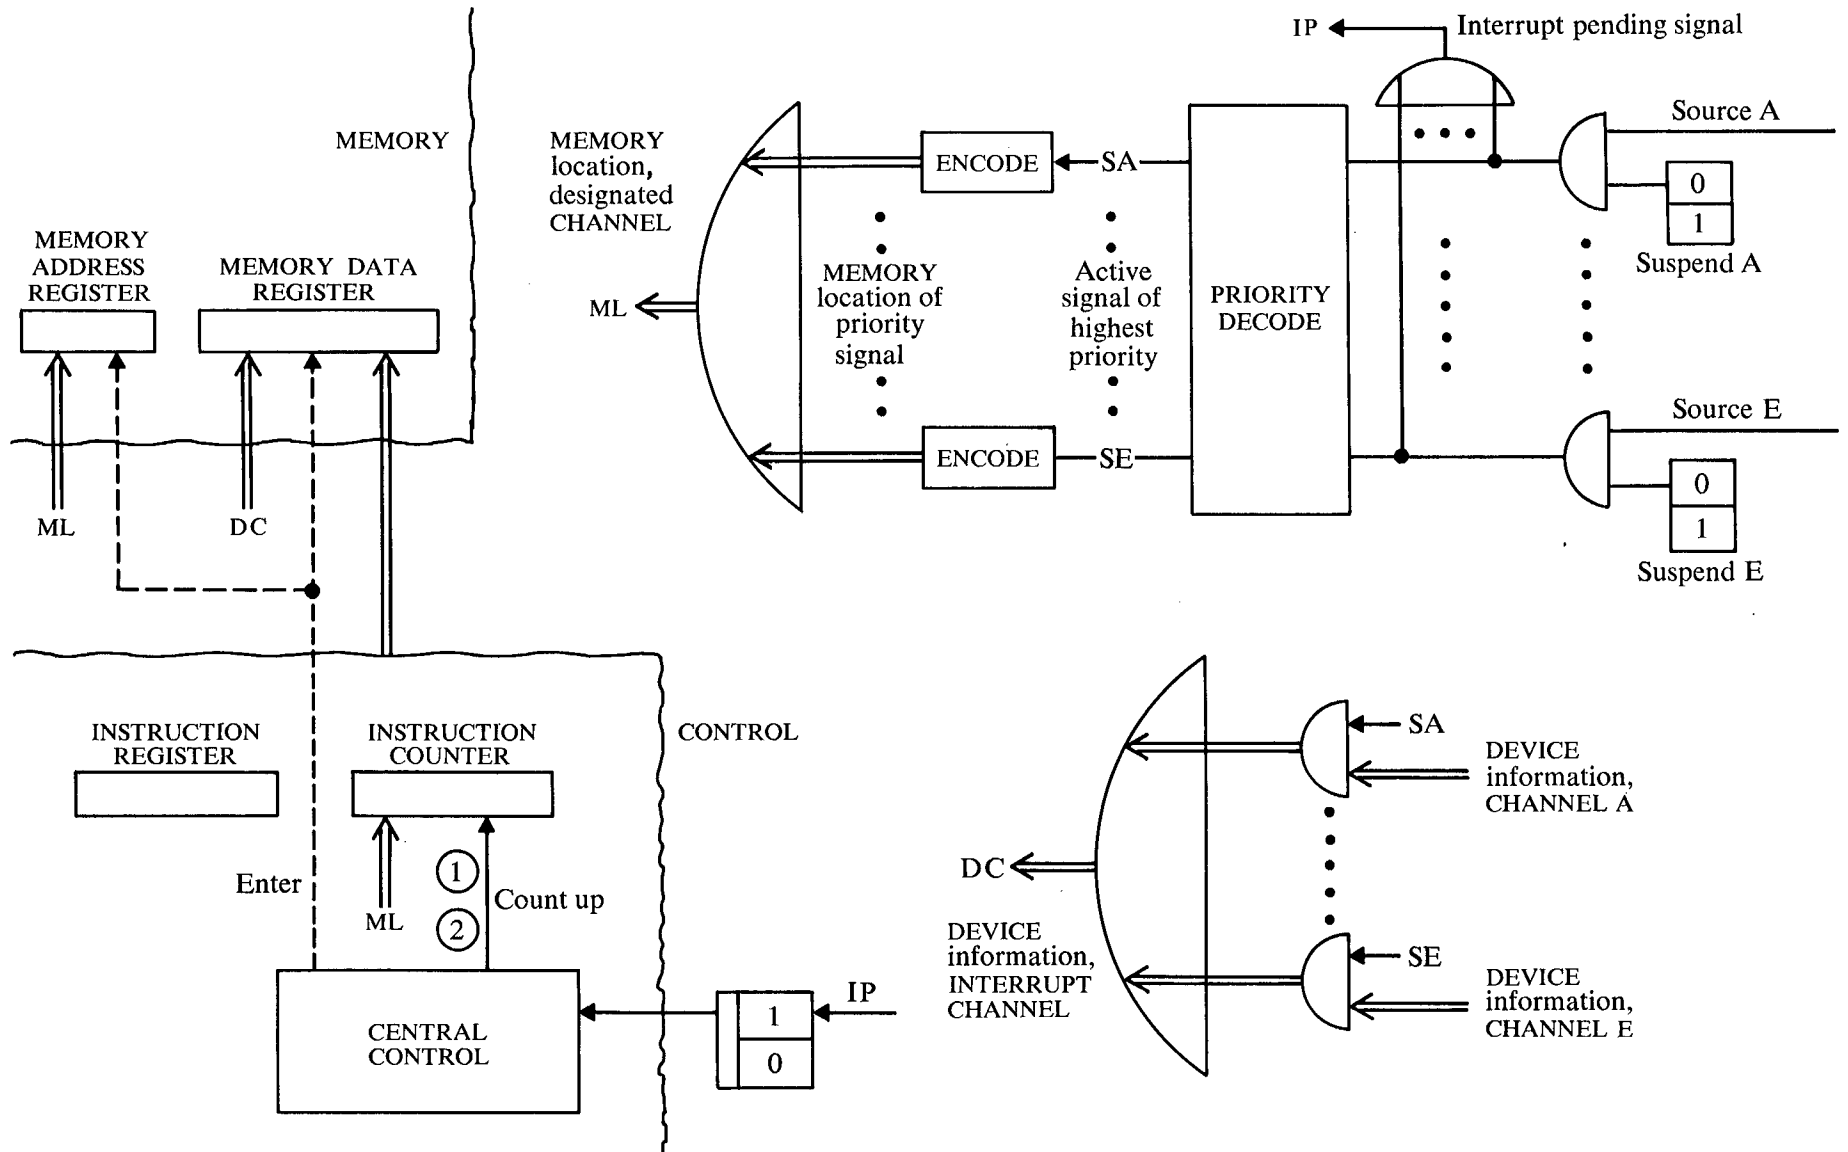 IP
Interrupt pending signal
MEMORY
MEMORY
location,
designated
CHANNEL
ENCODE
SA
Source A
0
1
Suspend A
MEMORY
ADDRESS
REGISTER
MEMORY DATA
REGISTER
ML
MEMORY
location of
priority
signal
Active
signal of
highest
priority
PRIORITY
DECODE
ENCODE
SE
Source E
0
1
Suspend E
ML
DC
INSTRUCTION
REGISTER
INSTRUCTION
COUNTER
CONTROL
Enter
ML
1
2
Count up
CENTRAL
CONTROL
1
0
IP
SA
DEVICE
information,
CHANNEL A
DC
DEVICE
information,
INTERRUPT
CHANNEL
SE
DEVICE
information,
CHANNEL E